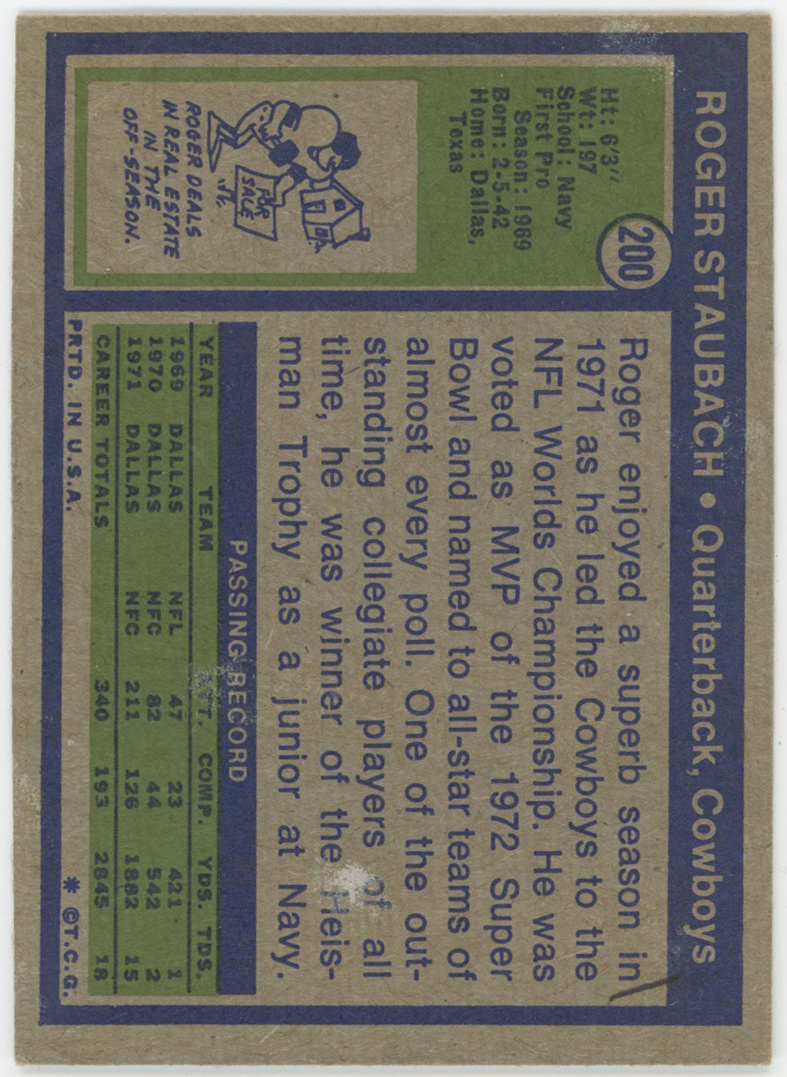 ROGER STAUBACH • Quarterback, Cowboys
200
Ht: 6'3"
Wt: 197
School: Navy
First Pro
Season: 1969
Born: 2-5-42
Home: Dallas,
Texas
FOR
SALE
ROGER DEALS
IN REAL ESTATE
IN THE
OFF-SEASON.
Roger enjoyed a superb season in
1971 as he led the Cowboys to the
NFL Worlds Championship. He was
voted as MVP of the 1972 Super
Bowl and named to all-star teams of
almost every poll. One of the out-
standing collegiate players of all
time, he was winner of the Heis-
man Trophy as a junior at Navy.
PASSING RECORD
YEAR TEAM ATT. COMP. YDS. TDS.
1969 DALLAS NFL 47 23 421 1
1970 DALLAS NFC 82 44 542 2
1971 DALLAS NFC 211 126 1882 15
CAREER TOTALS 340 193 2845 18
PRTD. IN U.S.A. * ©T.C.G.